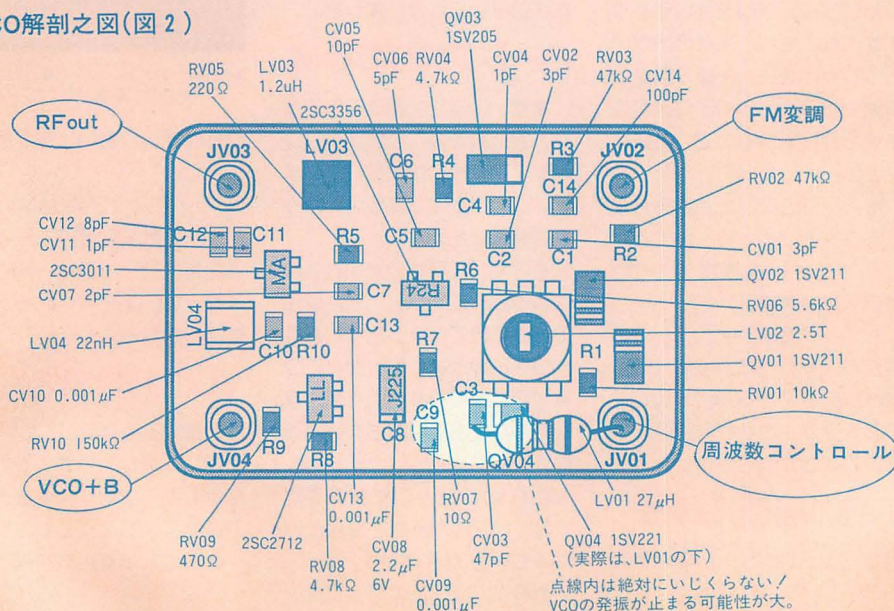 CO解剖之図(図2)
QV03
1SV205
CV05
10pF
CV06
5pF
RV04
4.7kΩ
CV04
1pF
CV02
3pF
RV03
47kΩ
CV14
100pF
RV05
220Ω
LV03
1.2uH
2SC3356
RFout
FM変調
JV03
LV03
C6
R4
R3
JV02
C14
RV02 47kΩ
C4
CV12 8pF
CV11 1pF
C12
C11
R5
C5
C2
C1
R2
CV01 3pF
2SC3011
MA
QV02 1SV211
CV07 2pF
C7
R24
R6
RV06 5.6kΩ
LV04
LV04 22nH
C13
LV02 2.5T
C10
R10
R7
R1
QV01 1SV211
CV10 0.001μF
J225
C3
RV01 10kΩ
LL
RV10 150kΩ
R9
C8
C9
JV04
R8
QV04
JV01
周波数コントロール
VCO+B
LV01 27μH
CV13
0.001μF
RV07
10Ω
RV09
470Ω
2SC2712
RV08
4.7kΩ
CV08
2.2μF
6V
CV09
0.001μF
CV03
47pF
QV04 1SV221
(実際は、LV01の下)
点線内は絶対にいじくらない!
VCOの発振が止まる可能性が大。